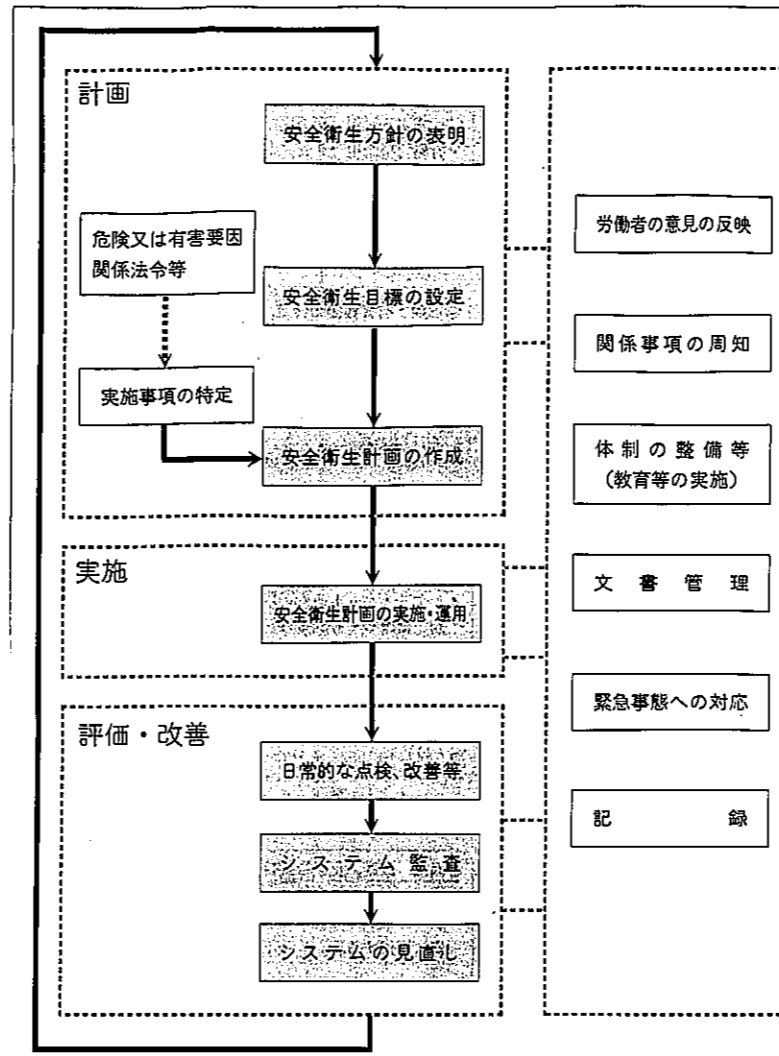 計画
安全衛生方針の表明
危険又は有害要因
関係法令等
安全衛生目標の設定
実施事項の特定
安全衛生計画の作成
実施
安全衛生計画の実施・運用
評価・改善
日常的な点検、改善等
システム監査
システムの見直し
労働者の意見の反映
関係事項の周知
体制の整備等
(教育等の実施)
文書管理
緊急事態への対応
記録